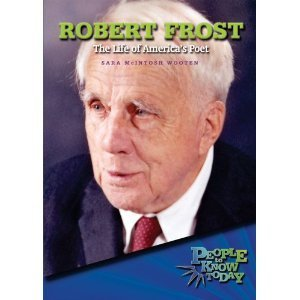 ROBERT FROST
The Life of America's Poet
SARA McINTOSH WOOTEN
PEOPLE
to
KNOW
TODAY